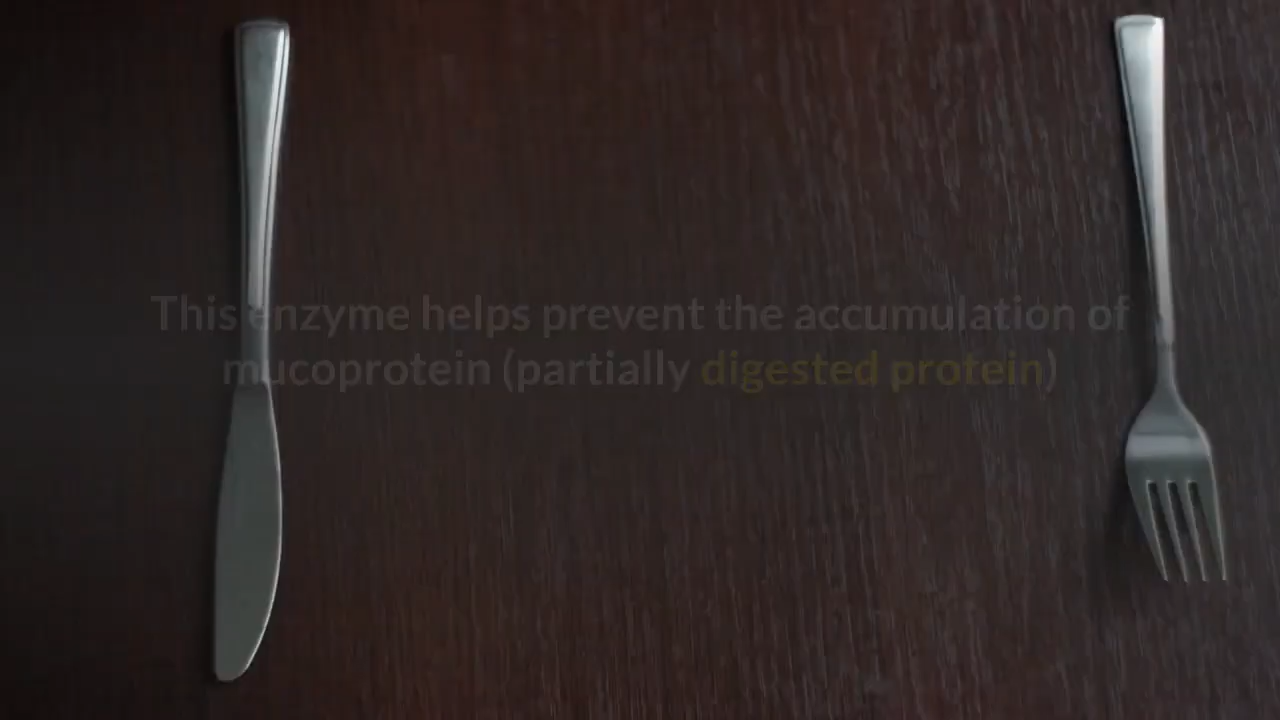 This enzyme helps prevent the accumulation of
mucoprotein (partially digested protein)